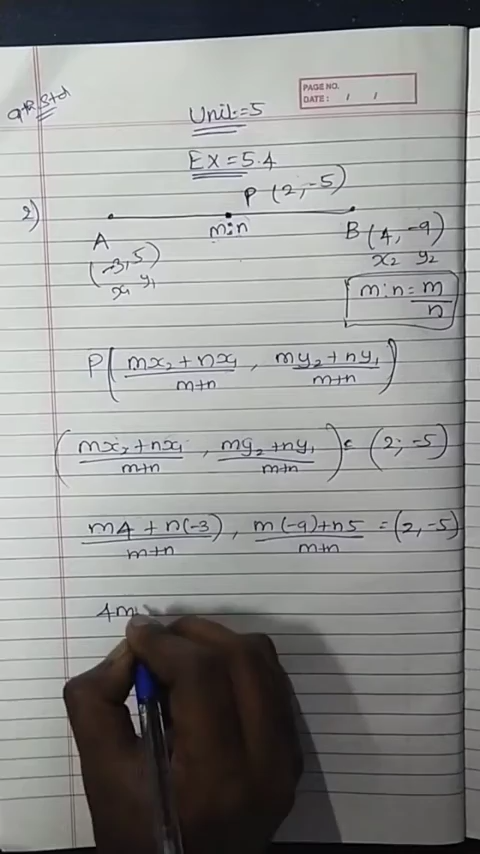 9th Std
PAGE NO.
DATE : / /
Unit=5
EX=5.4
P (2,-5)
2)
A m:n B (4,-9)
(-3,5) x2 y2
x1 y1
m:n = m/n
P((mx2+nx1)/(m+n), (my2+ny1)/(m+n))
((mx2+nx1)/(m+n), (my2+ny1)/(m+n)) = (2,-5)
(m4+n(-3))/(m+n), (m(-9)+n5)/(m+n) = (2,-5)
4m